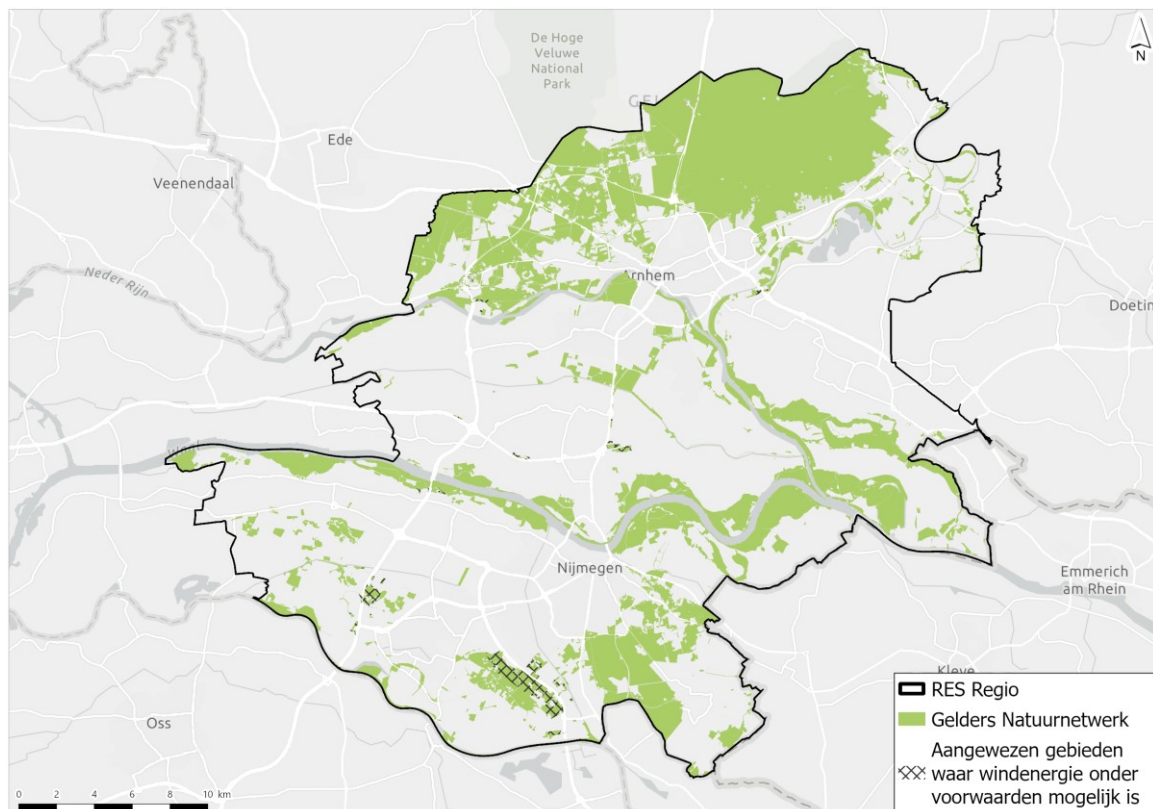 De Hoge
Veluwe
National
Park
N
GEL
Ede
Veenendaal
Neder Rijn
Arnhem
Doetin
Nijmegen
Emmerich
am Rhein
Kleve
Oss
RES Regio
Gelders Natuurnetwerk
Aangewezen gebieden
waar windenergie onder
voorwaarden mogelijk is
0 2 4 6 8 10 km